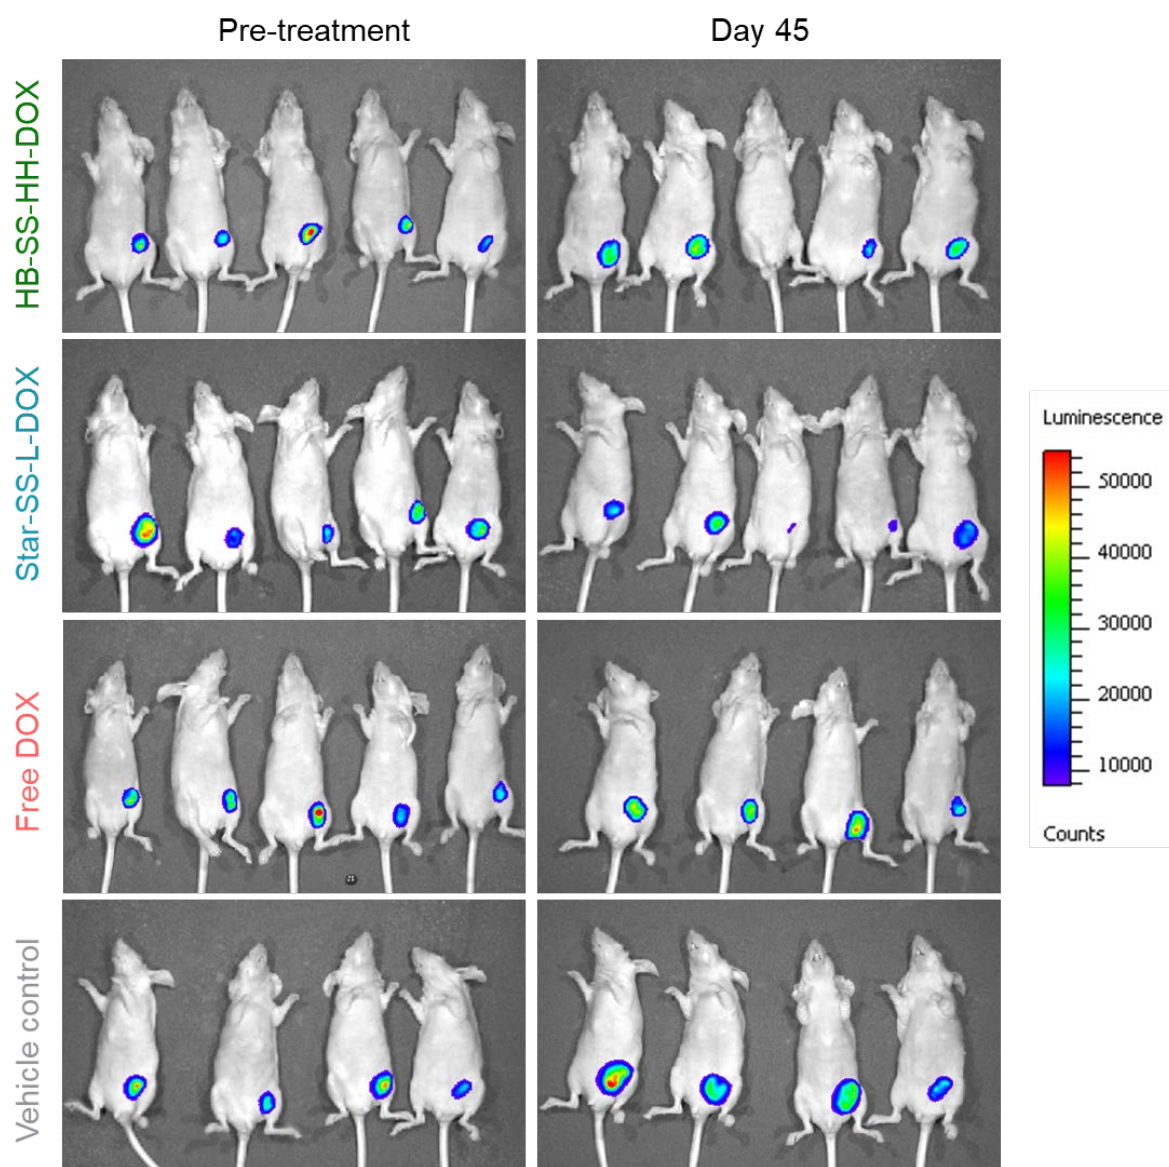 Pre-treatment
Day 45
HB-SS-HH-DOX
Star-SS-L-DOX
Free DOX
Vehicle control
Luminescence
50000
40000
30000
20000
10000
Counts